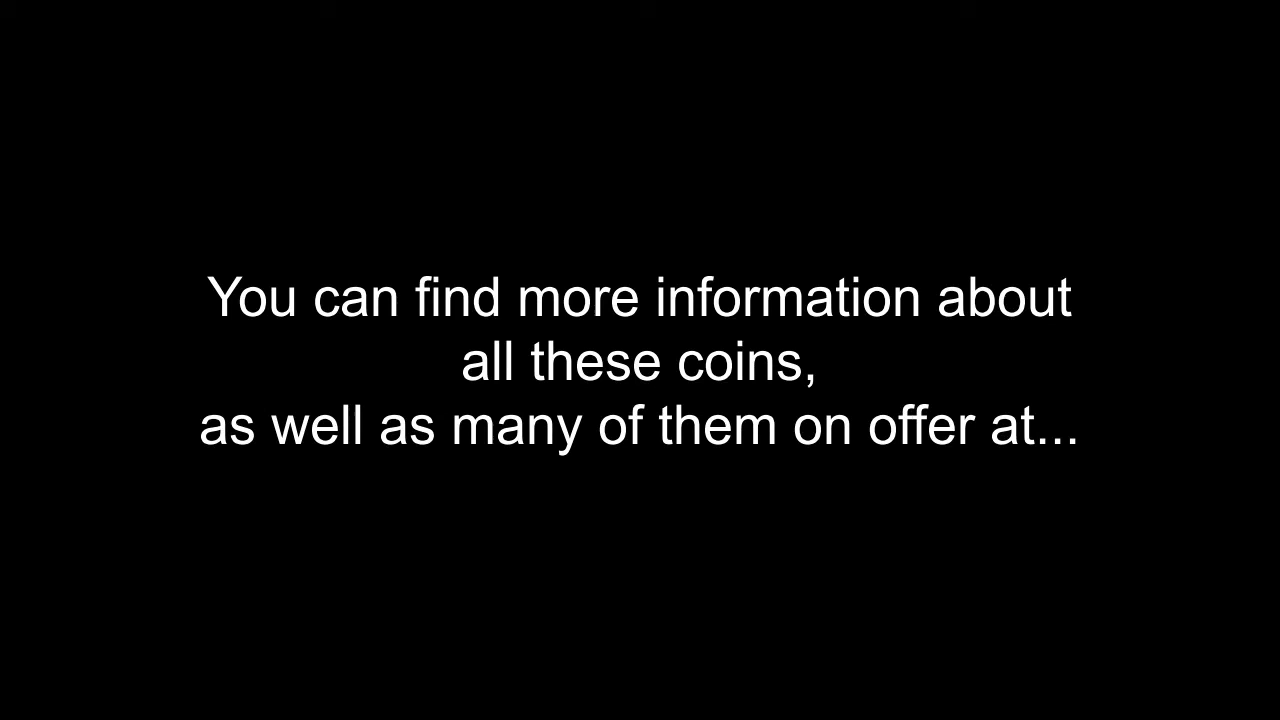 You can find more information about
all these coins,
as well as many of them on offer at...